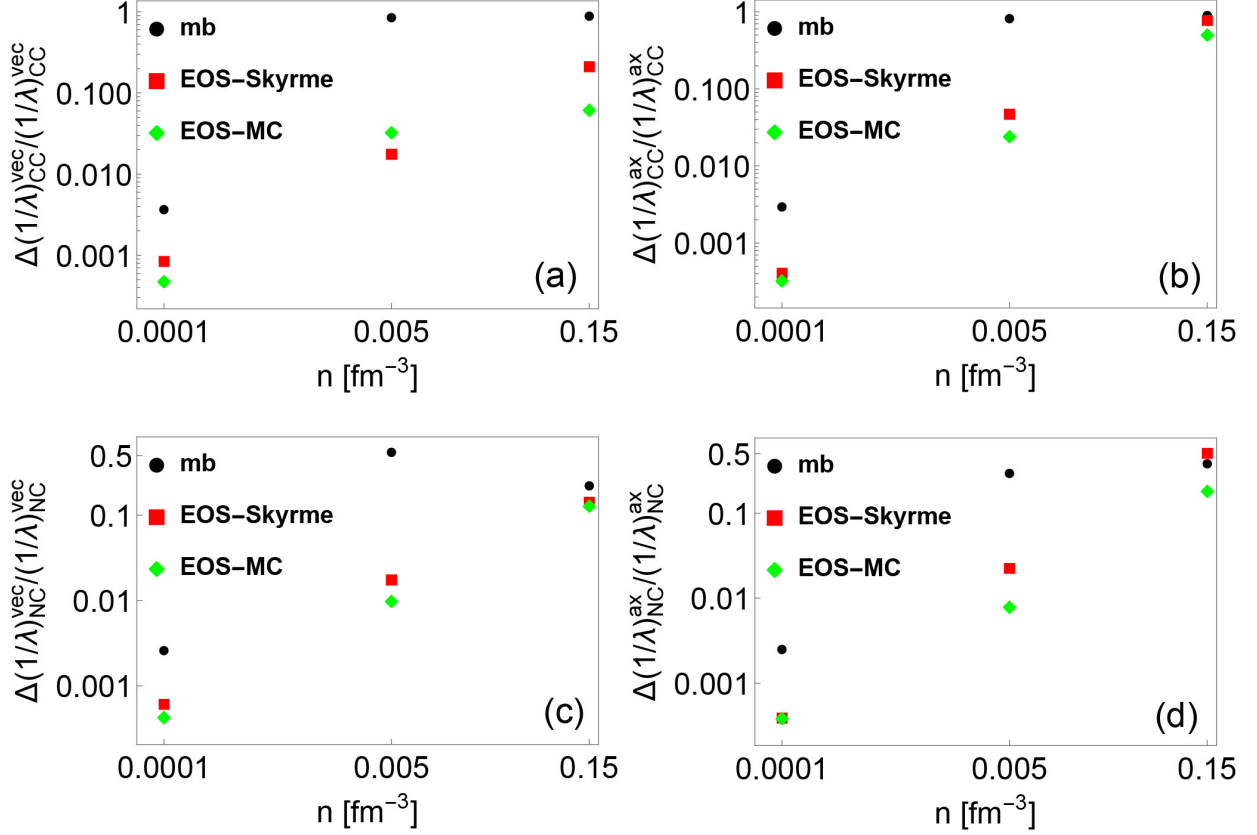 Δ(1/λ)^vec_CC/(1/λ)^vec_CC
1
0.100
0.010
0.001
mb
EOS−Skyrme
EOS−MC
(a)
0.0001 0.005 0.15
n [fm⁻³]
Δ(1/λ)^ax_CC/(1/λ)^ax_CC
1
0.100
0.010
0.001
mb
EOS−Skyrme
EOS−MC
(b)
0.0001 0.005 0.15
n [fm⁻³]
Δ(1/λ)^vec_NC/(1/λ)^vec_NC
0.5
0.1
0.01
0.001
mb
EOS−Skyrme
EOS−MC
(c)
0.0001 0.005 0.15
n [fm⁻³]
Δ(1/λ)^ax_NC/(1/λ)^ax_NC
0.5
0.1
0.01
0.001
mb
EOS−Skyrme
EOS−MC
(d)
0.0001 0.005 0.15
n [fm⁻³]